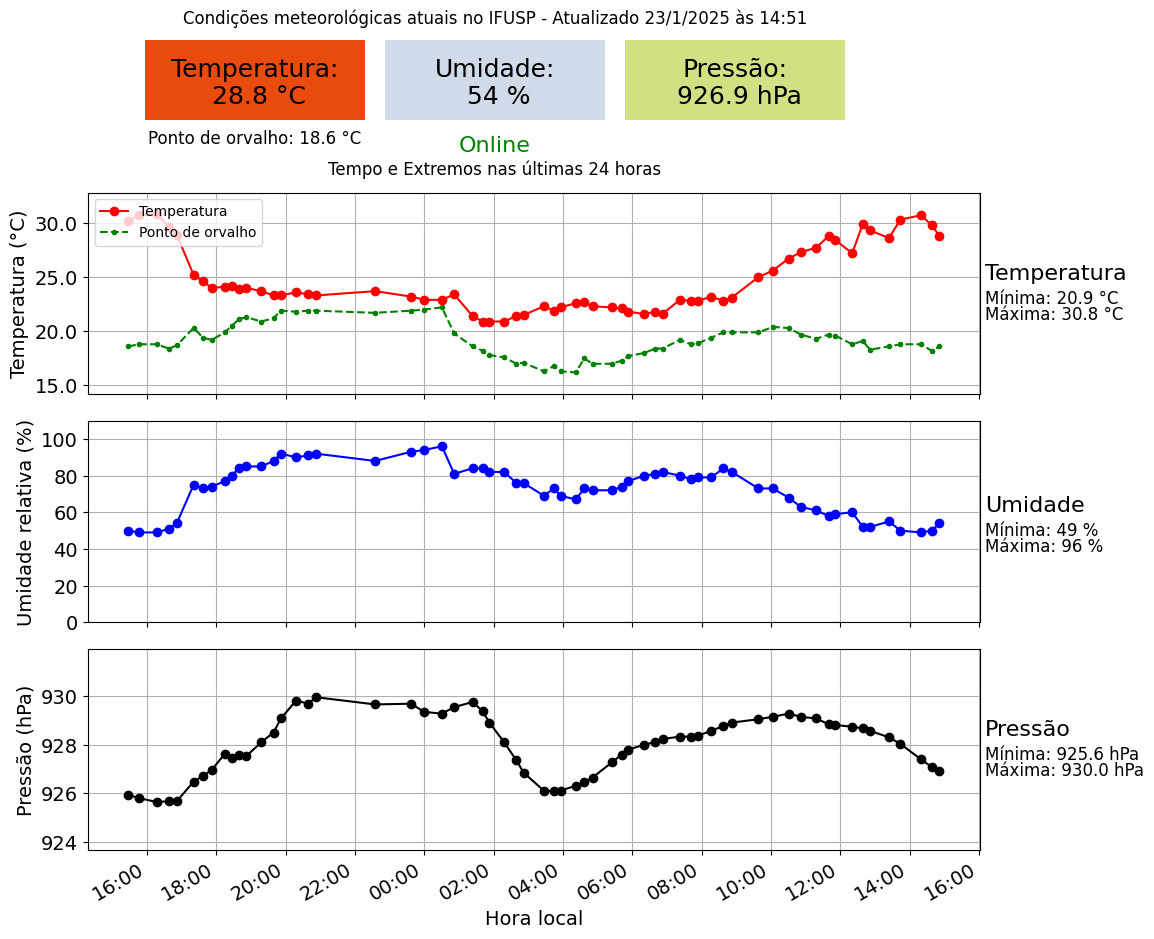 Condições meteorológicas atuais no IFUSP - Atualizado 23/1/2025 às 14:51
Temperatura:
28.8 °C
Umidade:
54 %
Pressão:
926.9 hPa
Ponto de orvalho: 18.6 °C
Online
Tempo e Extremos nas últimas 24 horas
Temperatura
Ponto de orvalho
Temperatura (°C)
30.0
25.0
20.0
15.0
Temperatura
Mínima: 20.9 °C
Máxima: 30.8 °C
Umidade relativa (%)
100
80
60
40
20
0
Umidade
Mínima: 49 %
Máxima: 96 %
Pressão (hPa)
930
928
926
924
Pressão
Mínima: 925.6 hPa
Máxima: 930.0 hPa
16:00 18:00 20:00 22:00 00:00 02:00 04:00 06:00 08:00 10:00 12:00 14:00 16:00
Hora local